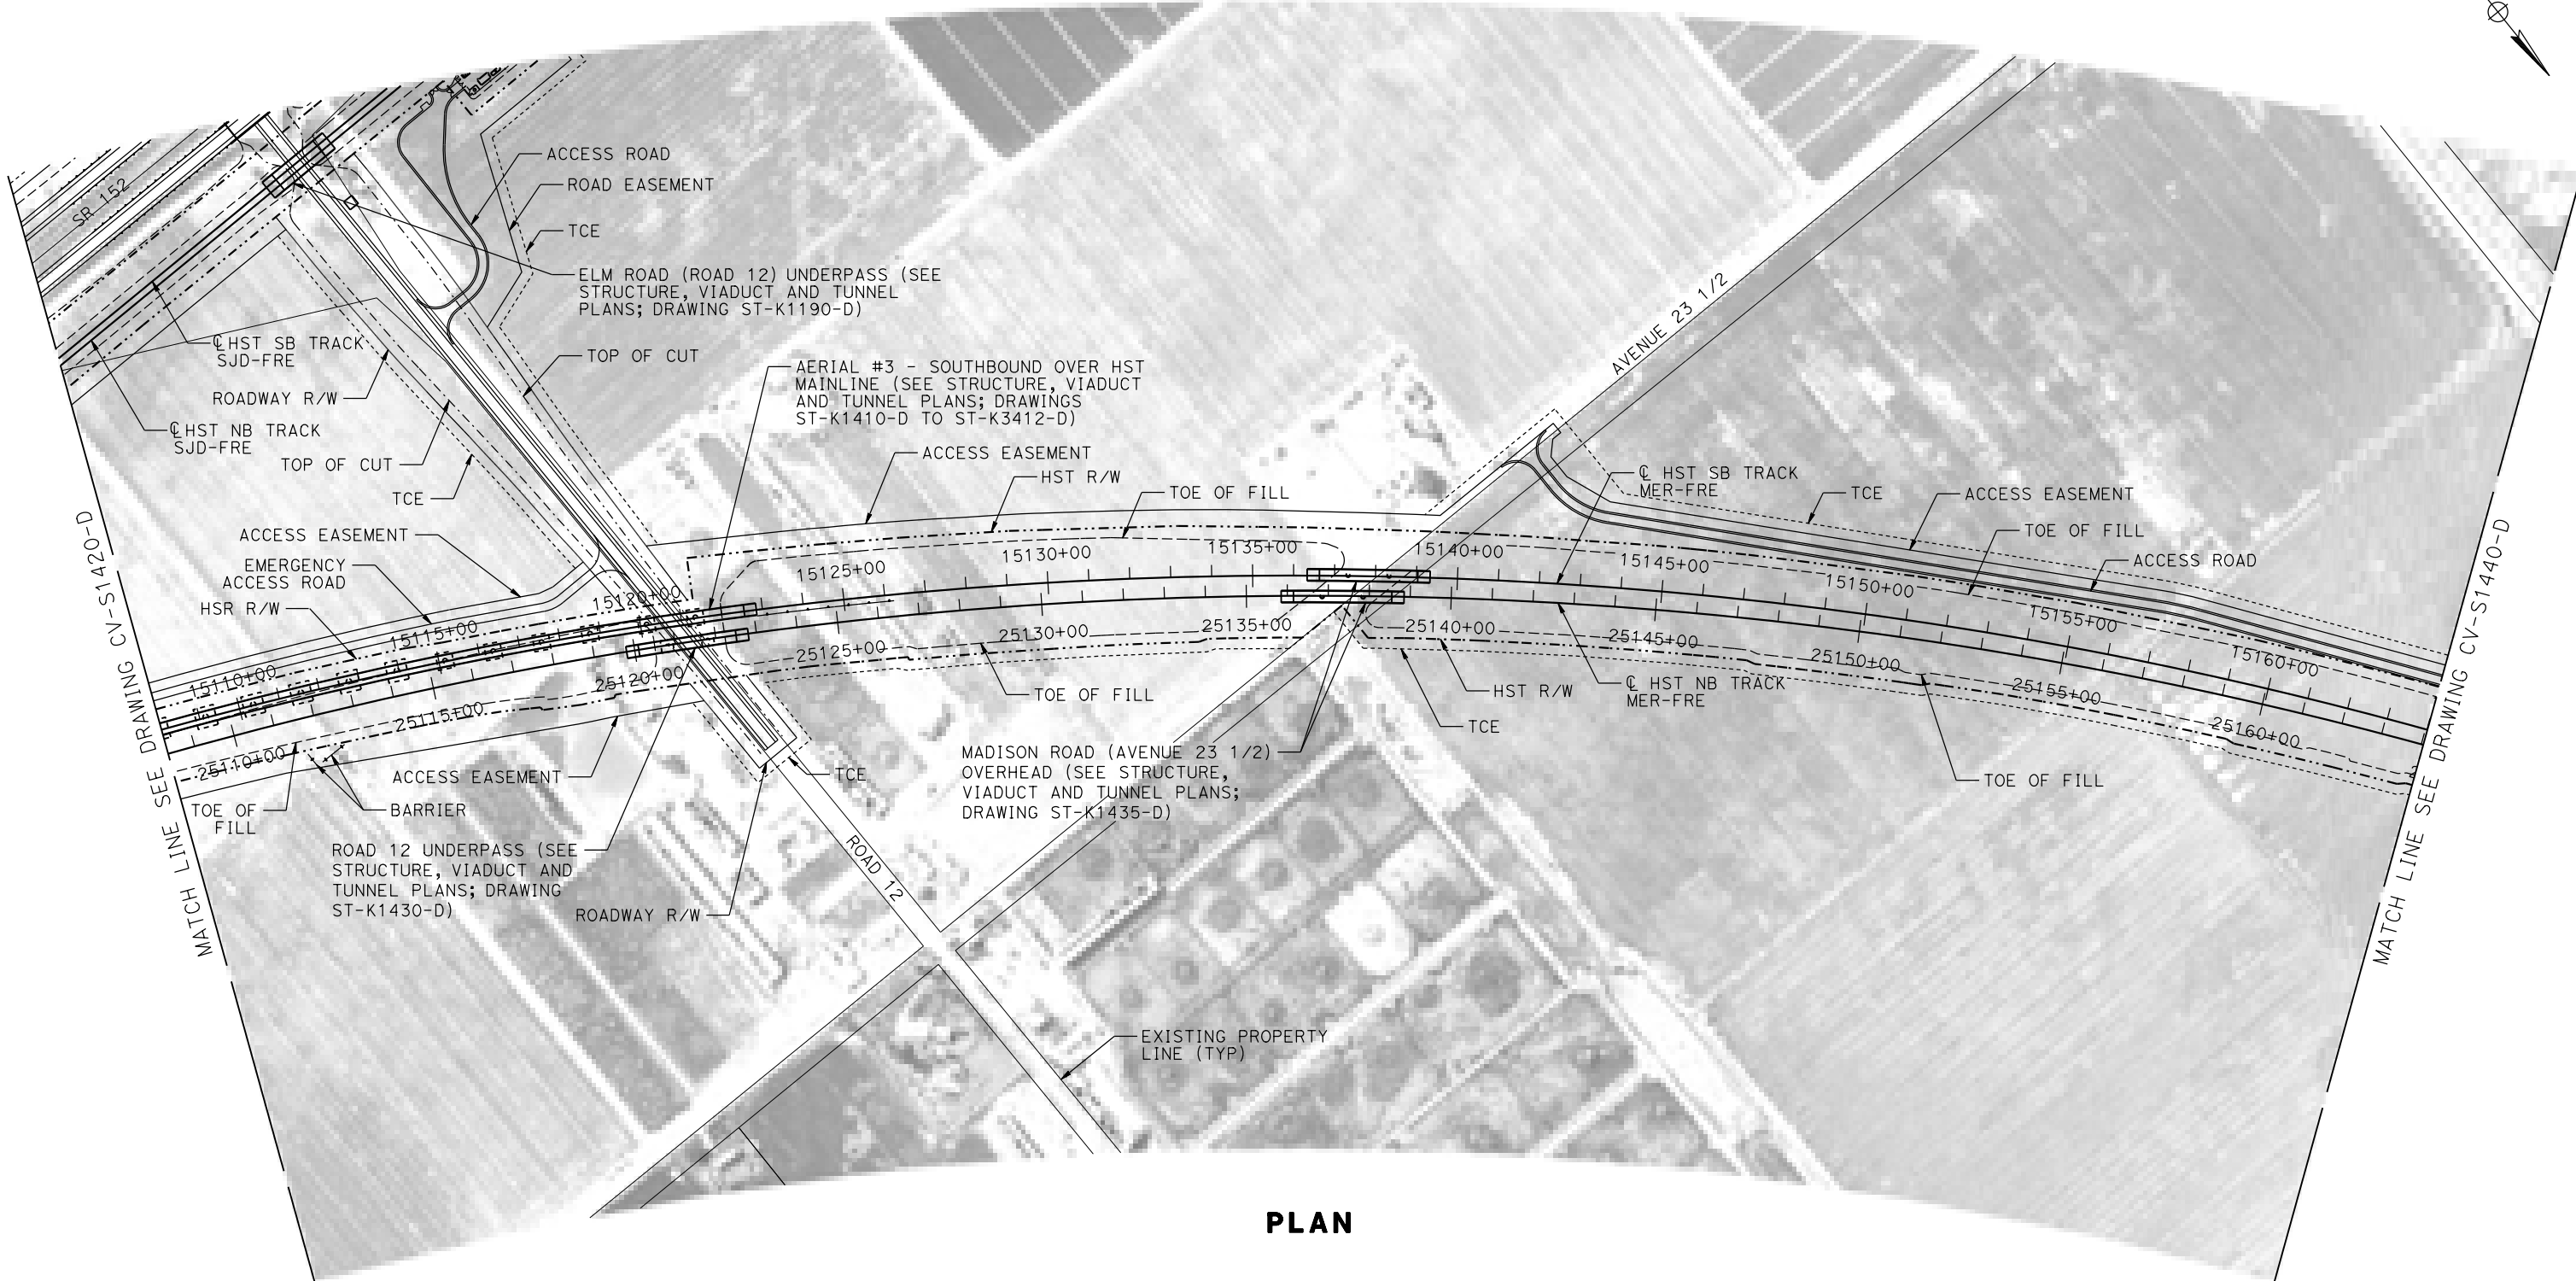 SR 152
ACCESS ROAD
ROAD EASEMENT
TCE
ELM ROAD (ROAD 12) UNDERPASS (SEE
STRUCTURE, VIADUCT AND TUNNEL
PLANS; DRAWING ST-K1190-D)
℄ HST SB TRACK
SJD-FRE
ROADWAY R/W
℄ HST NB TRACK
SJD-FRE
TOP OF CUT
TCE
TOP OF CUT
AERIAL #3 - SOUTHBOUND OVER HST
MAINLINE (SEE STRUCTURE, VIADUCT
AND TUNNEL PLANS; DRAWINGS
ST-K1410-D TO ST-K3412-D)
ACCESS EASEMENT
HST R/W
TOE OF FILL
AVENUE 23 1/2
℄ HST SB TRACK
MER-FRE
TCE
ACCESS EASEMENT
TOE OF FILL
ACCESS ROAD
ACCESS EASEMENT
EMERGENCY
ACCESS ROAD
HSR R/W
15110+00
15115+00
15120+00
15125+00
15130+00
15135+00
15140+00
15145+00
15150+00
15155+00
15160+00
25110+00
25115+00
25120+00
25125+00
25130+00
25135+00
25140+00
25145+00
25150+00
25155+00
25160+00
TOE OF FILL
HST R/W
℄ HST NB TRACK
MER-FRE
TCE
MADISON ROAD (AVENUE 23 1/2)
OVERHEAD (SEE STRUCTURE,
VIADUCT AND TUNNEL PLANS;
DRAWING ST-K1435-D)
TOE OF FILL
ACCESS EASEMENT
TCE
TOE OF
FILL
BARRIER
ROAD 12 UNDERPASS (SEE
STRUCTURE, VIADUCT AND
TUNNEL PLANS; DRAWING
ST-K1430-D)
ROADWAY R/W
ROAD 12
EXISTING PROPERTY
LINE (TYP)
MATCH LINE SEE DRAWING CV-S1420-D
MATCH LINE SEE DRAWING CV-S1440-D
PLAN